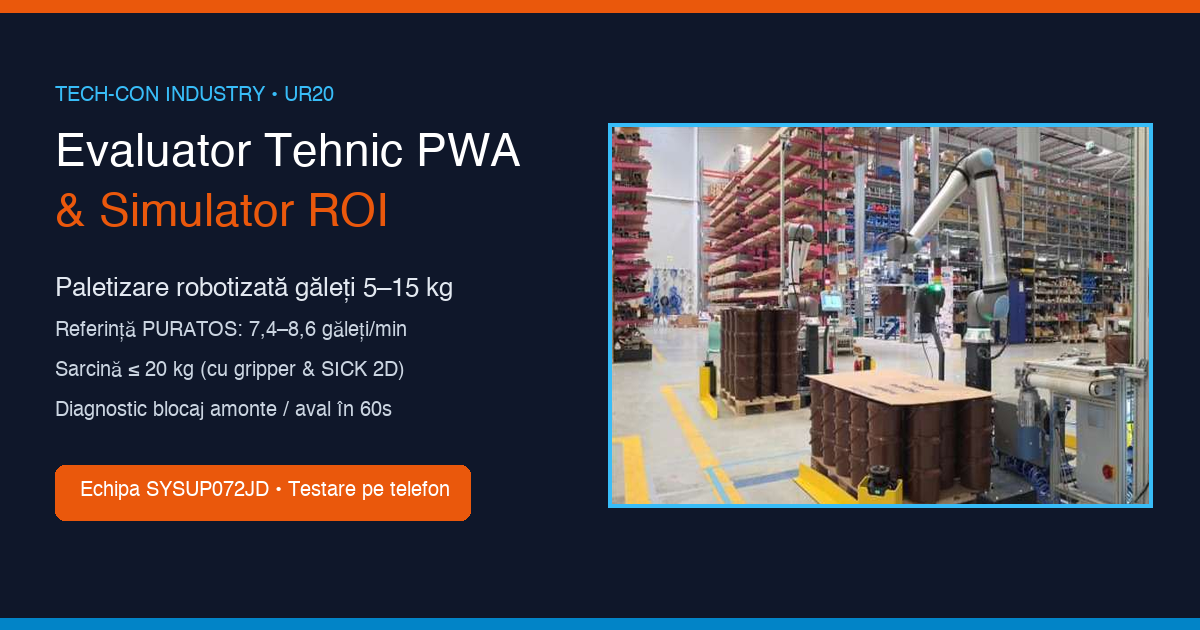 TECH-CON INDUSTRY • UR20
Evaluator Tehnic PWA
& Simulator ROI
Paletizare robotizată găleți 5–15 kg
Referință PURATOS: 7,4–8,6 găleți/min
Sarcină ≤ 20 kg (cu gripper & SICK 2D)
Diagnostic blocaj amonte / aval în 60s
Echipa SYSUP072JD • Testare pe telefon